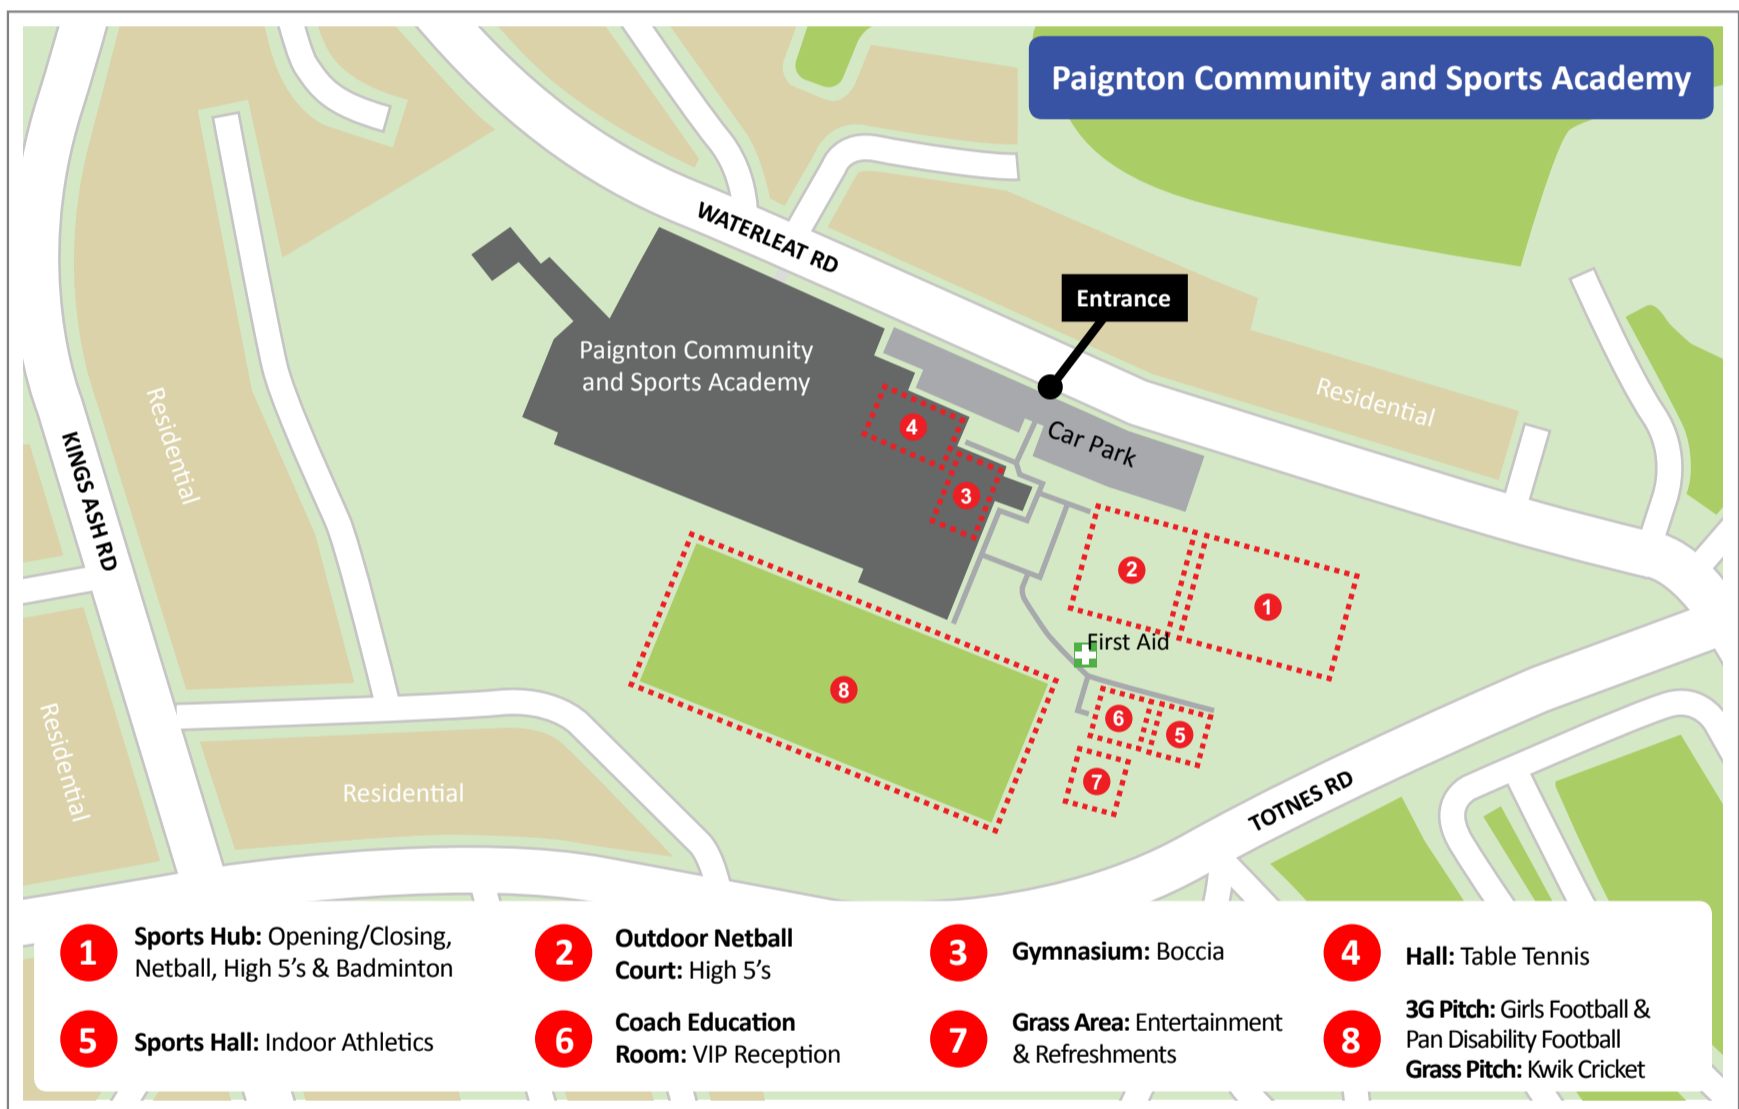 Paignton Community and Sports Academy
WATERLEAT RD
Entrance
Paignton Community
and Sports Academy
Residential
Residential
4
Car Park
KINGS ASH RD
3
2
1
First Aid
8
6
5
Residential
7
Residential
TOTNES RD
1
Sports Hub: Opening/Closing,
Netball, High 5's & Badminton
2
Outdoor Netball
Court: High 5's
3
Gymnasium: Boccia
4
Hall: Table Tennis
5
Sports Hall: Indoor Athletics
6
Coach Education
Room: VIP Reception
7
Grass Area: Entertainment
& Refreshments
8
3G Pitch: Girls Football &
Pan Disability Football
Grass Pitch: Kwik Cricket